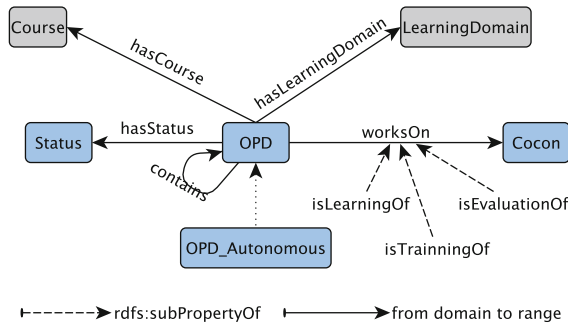 Course
LearningDomain
hasCourse
hasLearningDomain
Status
hasStatus
OPD
worksOn
Cocon
contains
isLearningOf
isEvaluationOf
isTrainningOf
OPD_Autonomous
rdfs:subPropertyOf
from domain to range